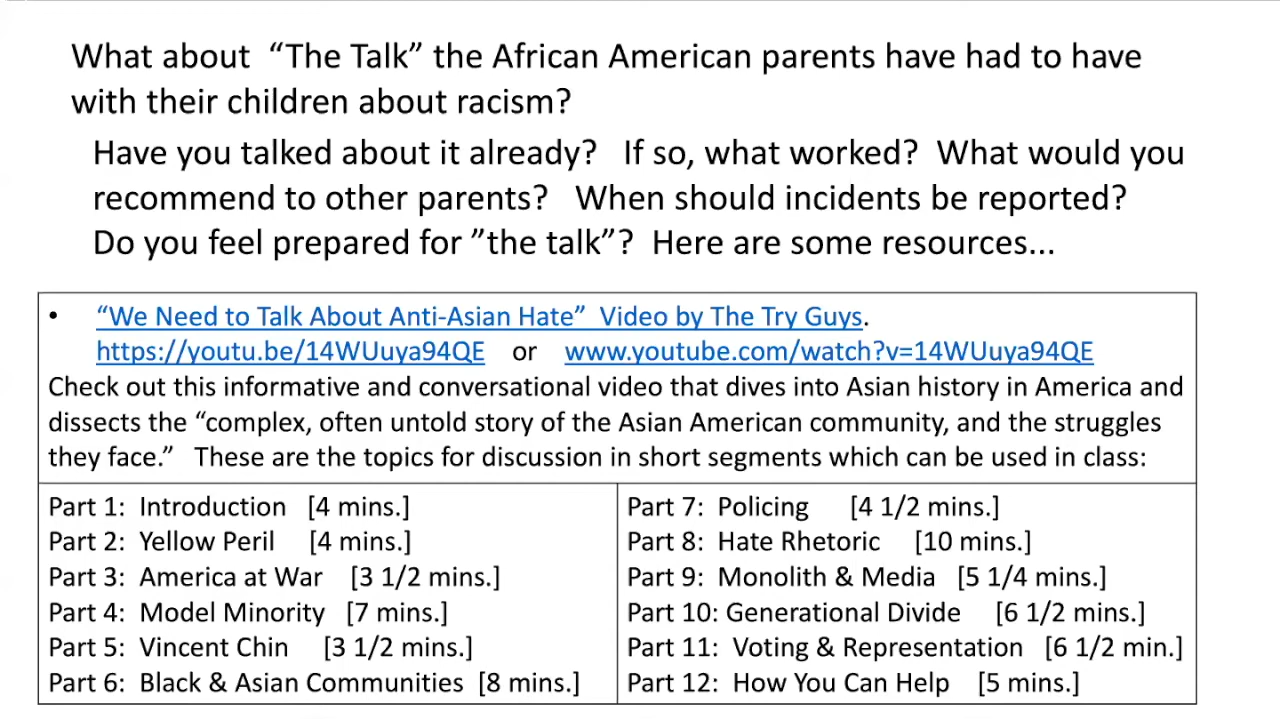 What about “The Talk” the African American parents have had to have
with their children about racism?
Have you talked about it already? If so, what worked? What would you
recommend to other parents? When should incidents be reported?
Do you feel prepared for ”the talk”? Here are some resources...
• “We Need to Talk About Anti-Asian Hate” Video by The Try Guys.
https://youtu.be/14WUuya94QE or www.youtube.com/watch?v=14WUuya94QE
Check out this informative and conversational video that dives into Asian history in America and
dissects the “complex, often untold story of the Asian American community, and the struggles
they face.” These are the topics for discussion in short segments which can be used in class:
Part 1: Introduction [4 mins.]
Part 2: Yellow Peril [4 mins.]
Part 3: America at War [3 1/2 mins.]
Part 4: Model Minority [7 mins.]
Part 5: Vincent Chin [3 1/2 mins.]
Part 6: Black & Asian Communities [8 mins.]
Part 7: Policing [4 1/2 mins.]
Part 8: Hate Rhetoric [10 mins.]
Part 9: Monolith & Media [5 1/4 mins.]
Part 10: Generational Divide [6 1/2 mins.]
Part 11: Voting & Representation [6 1/2 min.]
Part 12: How You Can Help [5 mins.]